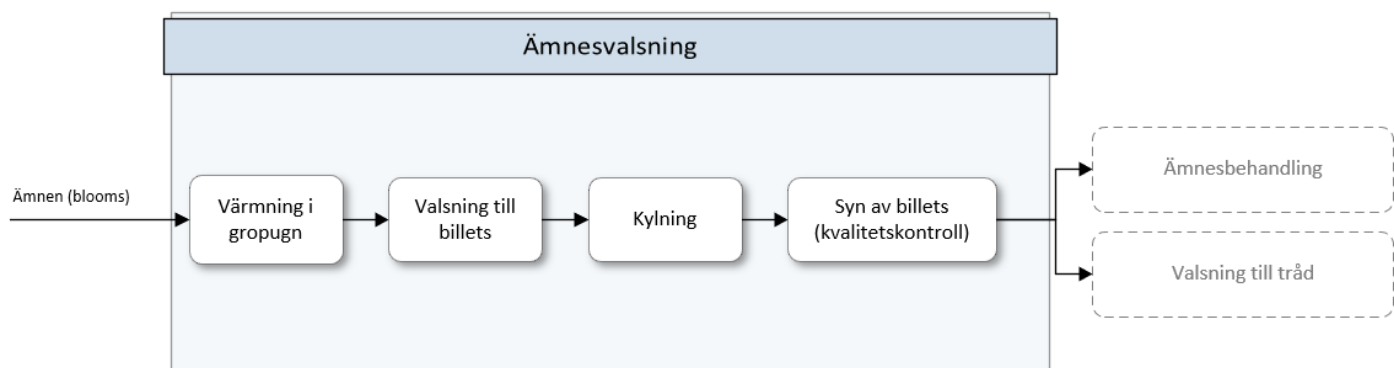 Ämnesvalsning
Ämnen (blooms)
Värmning i
gropugn
Valsning till
billets
Kylning
Syn av billets
(kvalitetskontroll)
Ämnesbehandling
Valsning till tråd